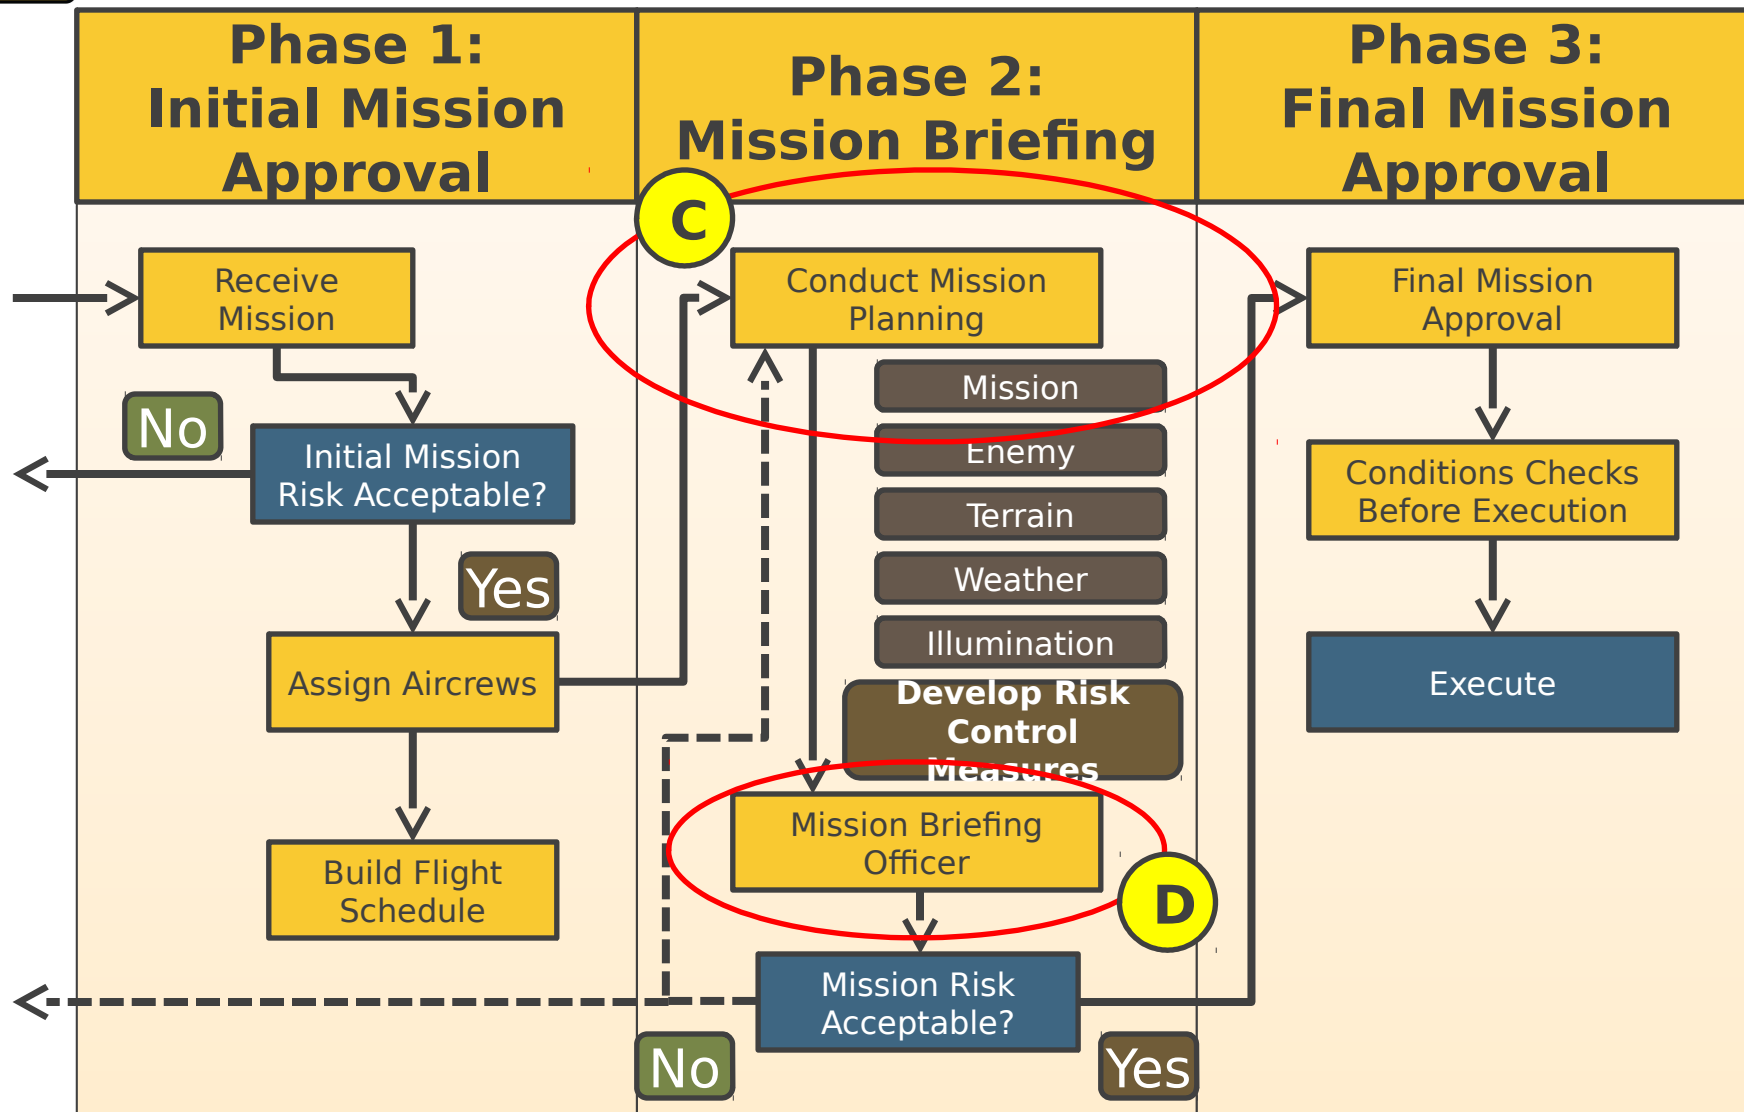 Phase 1:
Initial Mission
Approval
Phase 2:
Mission Briefing
Phase 3:
Final Mission
Approval
Receive
Mission
No
Initial Mission
Risk Acceptable?
Yes
Assign Aircrews
Build Flight
Schedule
C
Conduct Mission
Planning
Mission
Enemy
Terrain
Weather
Illumination
Develop Risk
Control
Measures
Mission Briefing
Officer
D
Mission Risk
Acceptable?
No
Yes
Final Mission
Approval
Conditions Checks
Before Execution
Execute